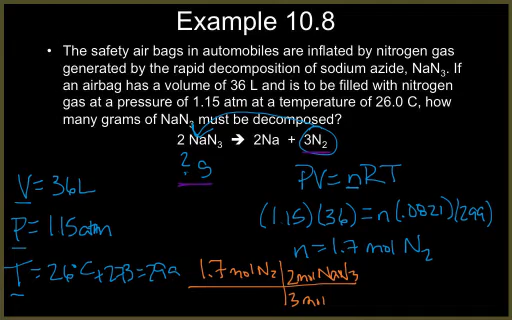 Example 10.8
• The safety air bags in automobiles are inflated by nitrogen gas
generated by the rapid decomposition of sodium azide, NaN₃. If
an airbag has a volume of 36 L and is to be filled with nitrogen
gas at a pressure of 1.15 atm at a temperature of 26.0 C, how
many grams of NaN₃ must be decomposed?
2 NaN₃ ➔ 2Na + 3N₂
? g
V = 36L
P = 1.15atm
T = 26°C + 273 = 299
PV = nRT
(1.15)(36) = n(.0821)(299)
n = 1.7 mol N₂
1.7 mol N₂ | 2 mol NaN₃
3 mol